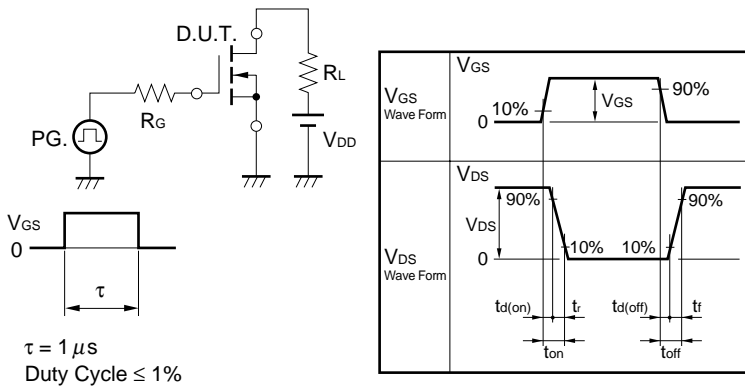 D.U.T.
RL
RG
PG.
VDD
VGS
0
τ
τ = 1 μs
Duty Cycle ≤ 1%
VGS
Wave Form
VGS
10%
VGS
90%
0
VDS
Wave Form
VDS
90%
VDS
10%
10%
90%
0
td(on)
tr
td(off)
tf
ton
toff